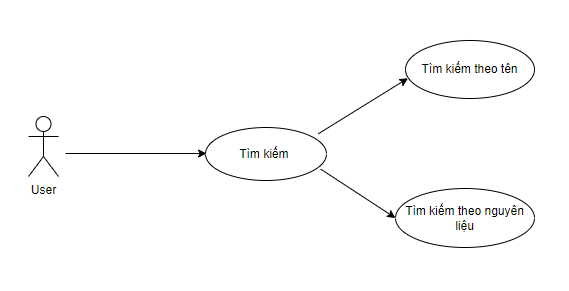 Tìm kiếm theo tên
Tìm kiếm
User
Tìm kiếm theo nguyên
liệu